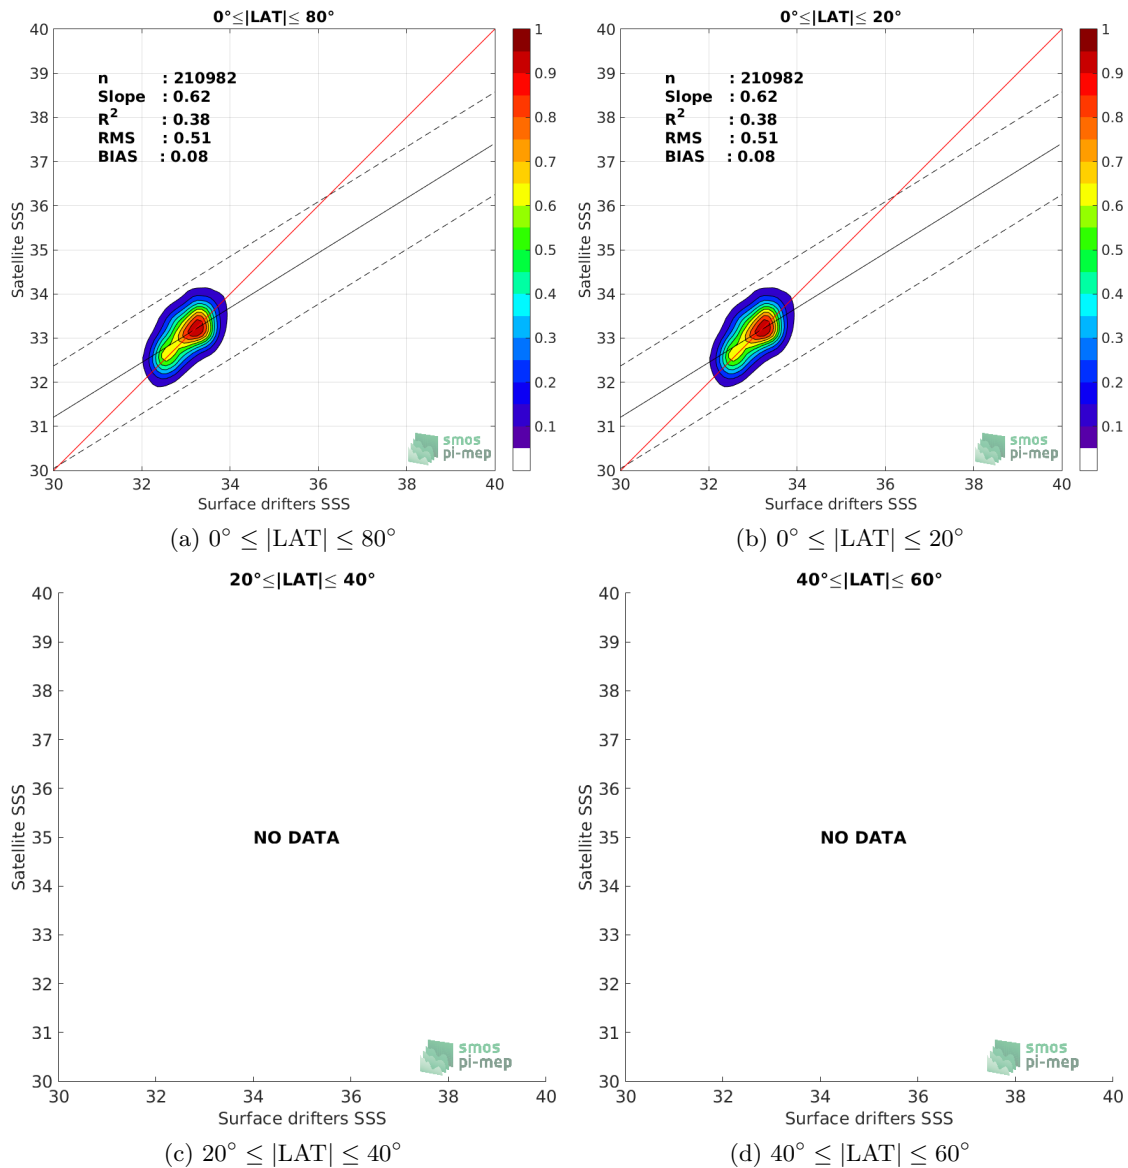 0°≤|LAT|≤ 80°
40
39
38
37
36
35
34
33
32
31
30
Satellite SSS
n : 210982
Slope : 0.62
R2 : 0.38
RMS : 0.51
BIAS : 0.08
smos
pi-mep
30 32 34 36 38 40
Surface drifters SSS
1
0.9
0.8
0.7
0.6
0.5
0.4
0.3
0.2
0.1
(a) 0° ≤ |LAT| ≤ 80°
0°≤|LAT|≤ 20°
40
39
38
37
36
35
34
33
32
31
30
Satellite SSS
n : 210982
Slope : 0.62
R2 : 0.38
RMS : 0.51
BIAS : 0.08
smos
pi-mep
30 32 34 36 38 40
Surface drifters SSS
1
0.9
0.8
0.7
0.6
0.5
0.4
0.3
0.2
0.1
(b) 0° ≤ |LAT| ≤ 20°
20°≤|LAT|≤ 40°
40
39
38
37
36
35
34
33
32
31
30
Satellite SSS
NO DATA
smos
pi-mep
30 32 34 36 38 40
Surface drifters SSS
(c) 20° ≤ |LAT| ≤ 40°
40°≤|LAT|≤ 60°
40
39
38
37
36
35
34
33
32
31
30
Satellite SSS
NO DATA
smos
pi-mep
30 32 34 36 38 40
Surface drifters SSS
(d) 40° ≤ |LAT| ≤ 60°